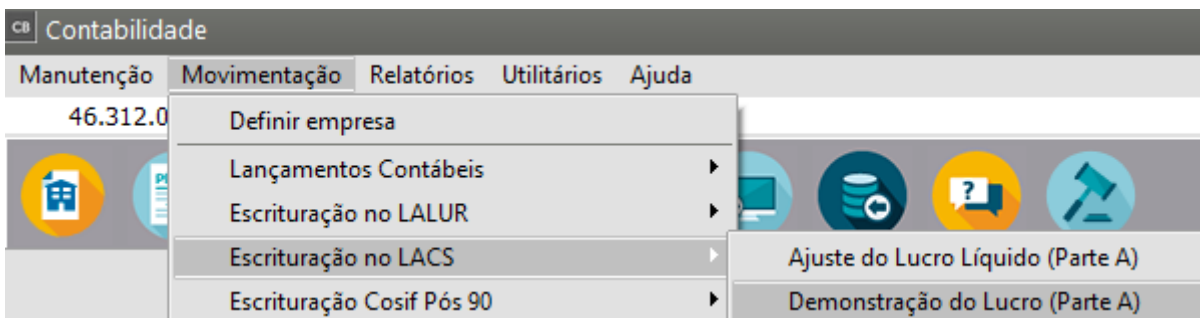 CB Contabilidade
Manutenção Movimentação Relatórios Utilitários Ajuda
46.312.0
Definir empresa
Lançamentos Contábeis
Escrituração no LALUR
Escrituração no LACS
Ajuste do Lucro Líquido (Parte A)
Escrituração Cosif Pós 90
Demonstração do Lucro (Parte A)